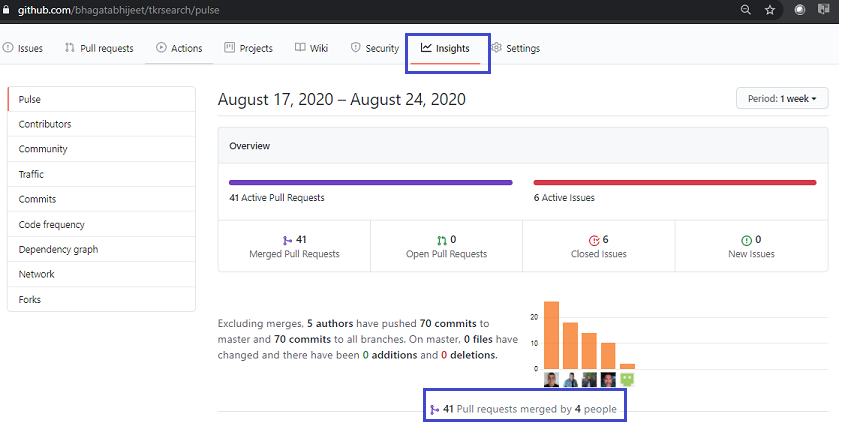 github.com/bhagatabhijeet/tkrsearch/pulse
Issues Pull requests Actions Projects Wiki Security Insights Settings
Pulse
Contributors
Community
Traffic
Commits
Code frequency
Dependency graph
Network
Forks
August 17, 2020 – August 24, 2020
Period: 1 week
Overview
41 Active Pull Requests
6 Active Issues
41
Merged Pull Requests
0
Open Pull Requests
6
Closed Issues
0
New Issues
Excluding merges, 5 authors have pushed 70 commits to
master and 70 commits to all branches. On master, 0 files have
changed and there have been 0 additions and 0 deletions.
20
10
0
41 Pull requests merged by 4 people